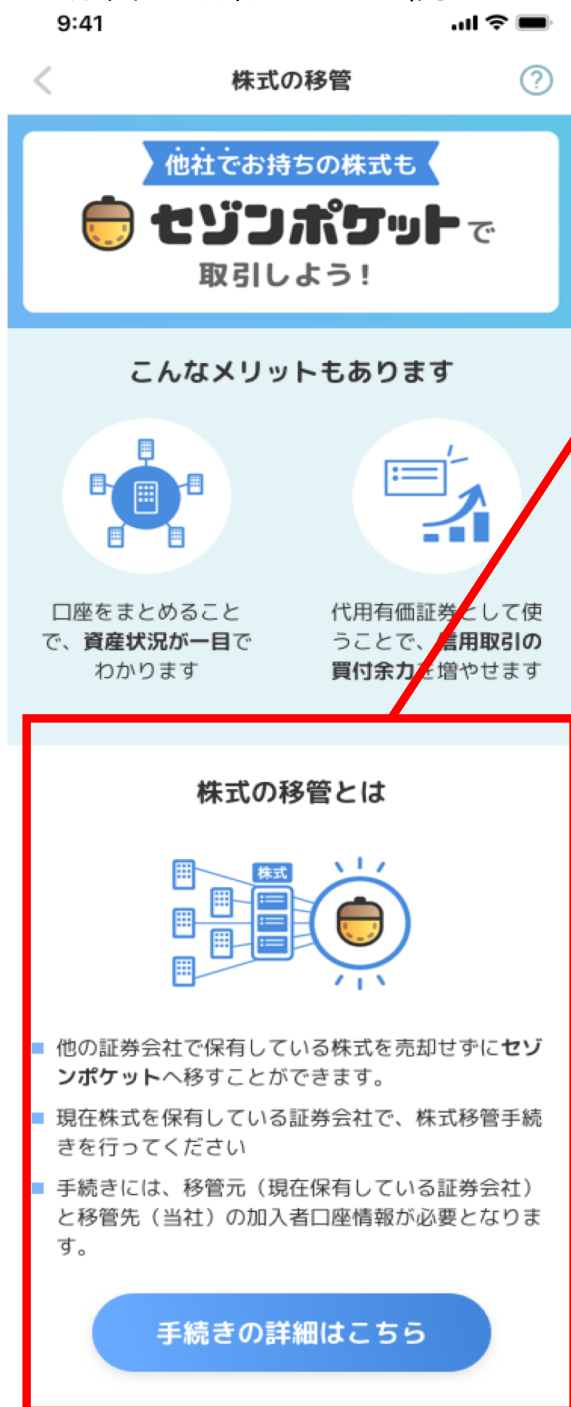 9:41
株式の移管
?
他社でお持ちの株式も
セゾンポケットで
取引しよう！
こんなメリットもあります
口座をまとめること
で、資産状況が一目で
わかります
代用有価証券として使
うことで、信用取引の
買付余力を増やせます
株式の移管とは
株式
他の証券会社で保有している株式を売却せずにセゾ
ンポケットへ移すことができます。
現在株式を保有している証券会社で、株式移管手続
きを行ってください
手続きには、移管元（現在保有している証券会社）
と移管先（当社）の加入者口座情報が必要となりま
す。
手続きの詳細はこちら